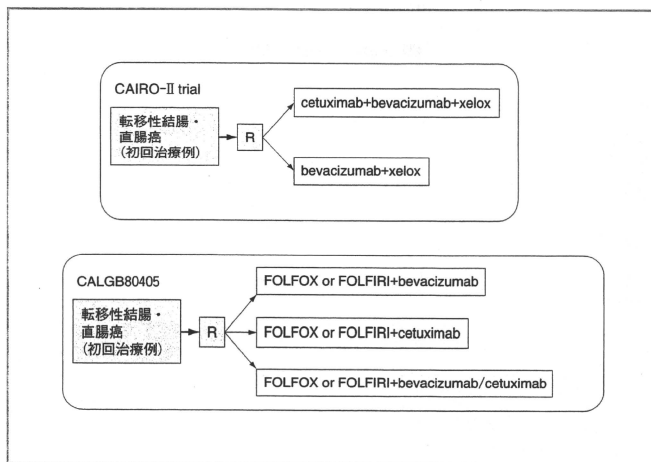 CAIRO-II trial
転移性結腸・
直腸癌
(初回治療例)
R
cetuximab+bevacizumab+xelox
bevacizumab+xelox
CALGB80405
転移性結腸・
直腸癌
(初回治療例)
R
FOLFOX or FOLFIRI+bevacizumab
FOLFOX or FOLFIRI+cetuximab
FOLFOX or FOLFIRI+bevacizumab/cetuximab